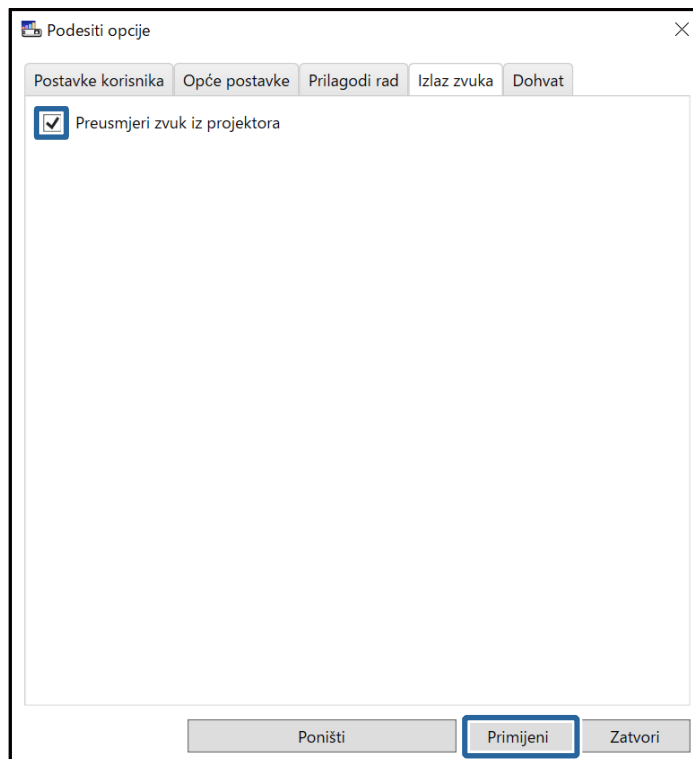 Podesiti opcije
Postavke korisnika Opće postavke Prilagodi rad Izlaz zvuka Dohvat
Preusmjeri zvuk iz projektora
Poništi Primijeni Zatvori